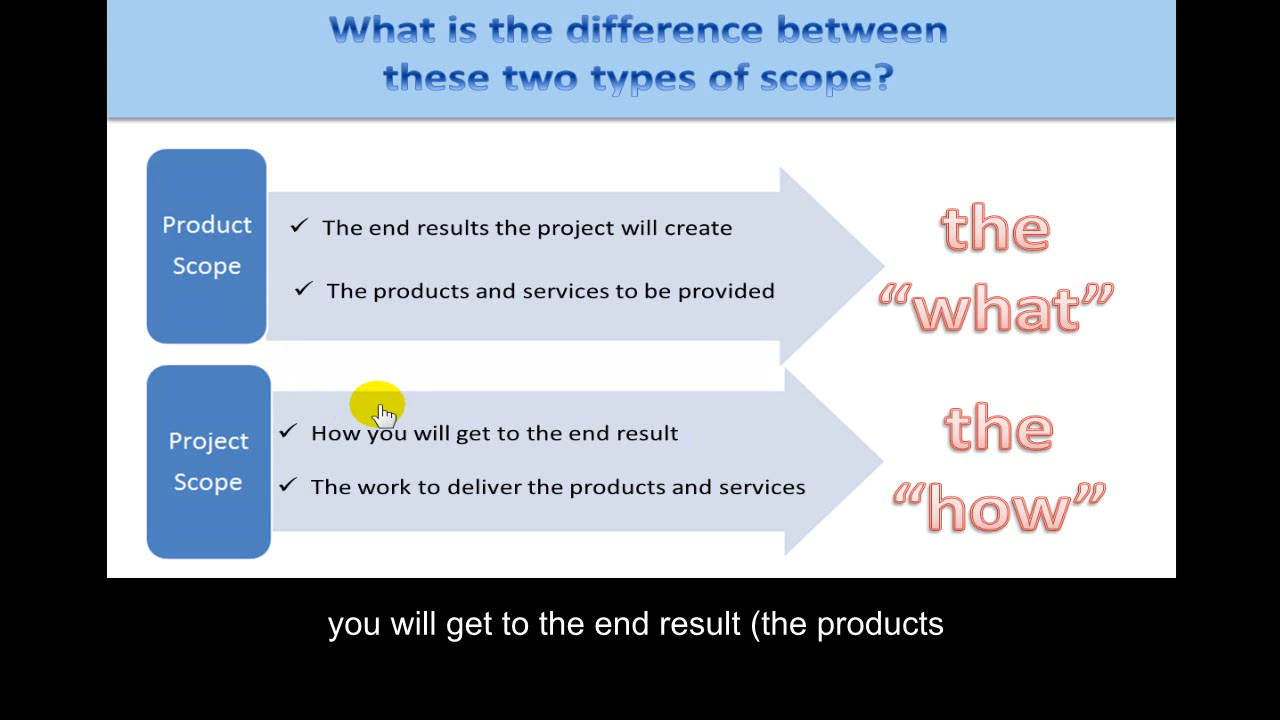 What is the difference between
these two types of scope?
Product
Scope
✓ The end results the project will create
✓ The products and services to be provided
the
“what”
Project
Scope
✓ How you will get to the end result
✓ The work to deliver the products and services
the
“how”
you will get to the end result (the products